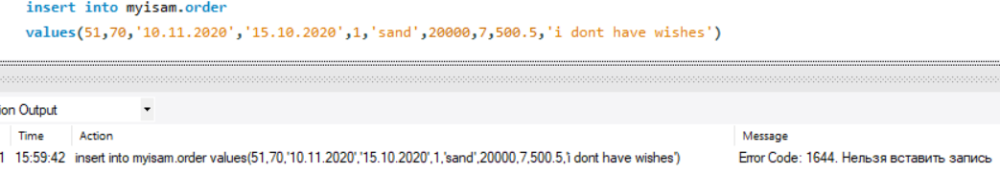 insert into myisam.order
values(51,70,'10.11.2020','15.10.2020',1,'sand',20000,7,500.5,'i dont have wishes')
ion Output
Time Action Message
1 15:59:42 insert into myisam.order values(51,70,'10.11.2020','15.10.2020',1,'sand',20000,7,500.5,'i dont have wishes') Error Code: 1644. Нельзя вставить запись